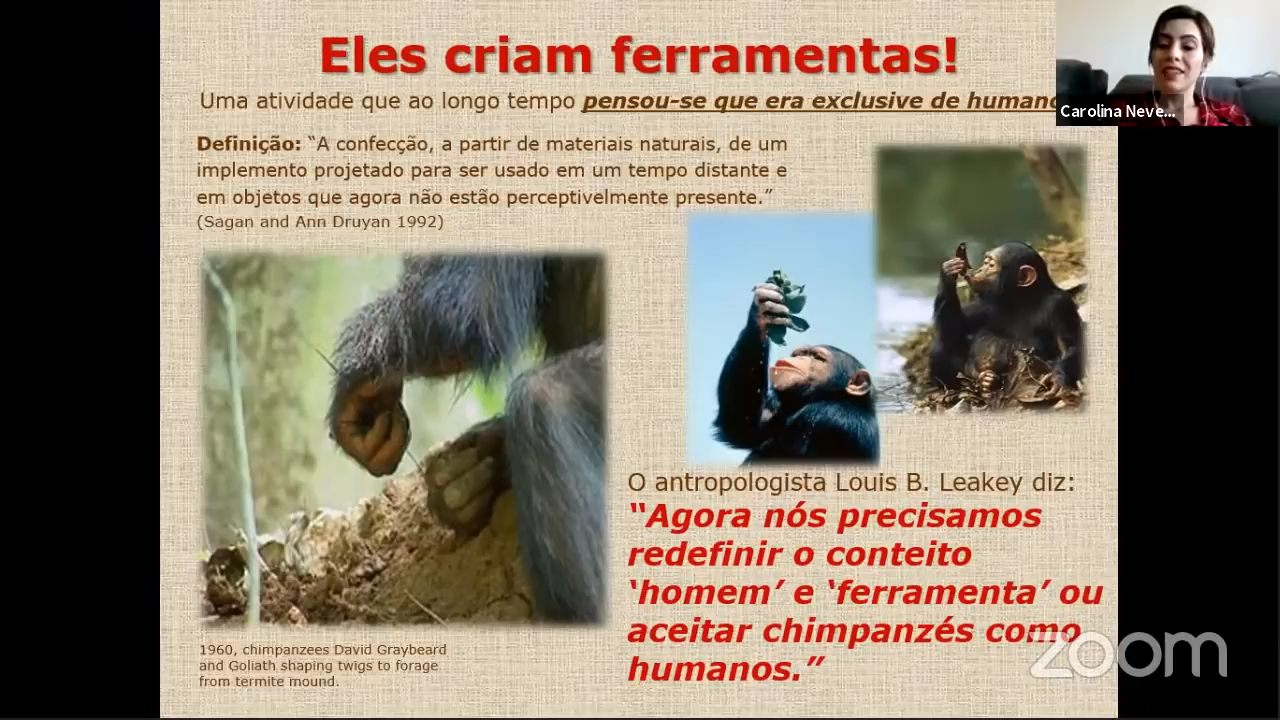 Eles criam ferramentas!
Uma atividade que ao longo tempo pensou-se que era exclusive de humano
Carolina Neve...
Definição: “A confecção, a partir de materiais naturais, de um
implemento projetado para ser usado em um tempo distante e
em objetos que agora não estão perceptivelmente presente.”
(Sagan and Ann Druyan 1992)
O antropologista Louis B. Leakey diz:
“Agora nós precisamos
redefinir o conteito
‘homem’ e ‘ferramenta’ ou
aceitar chimpanzés como
humanos.”
1960, chimpanzees David Graybeard
and Goliath shaping twigs to forage
from termite mound.
zoom